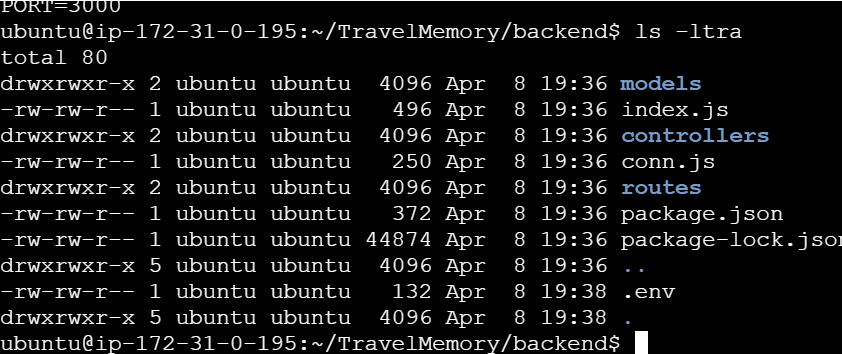 PORT=3000
ubuntu@ip-172-31-0-195:~/TravelMemory/backend$ ls -ltra
total 80
drwxrwxr-x 2 ubuntu ubuntu  4096 Apr  8 19:36 models
-rw-rw-r-- 1 ubuntu ubuntu   496 Apr  8 19:36 index.js
drwxrwxr-x 2 ubuntu ubuntu  4096 Apr  8 19:36 controllers
-rw-rw-r-- 1 ubuntu ubuntu   250 Apr  8 19:36 conn.js
drwxrwxr-x 2 ubuntu ubuntu  4096 Apr  8 19:36 routes
-rw-rw-r-- 1 ubuntu ubuntu   372 Apr  8 19:36 package.json
-rw-rw-r-- 1 ubuntu ubuntu 44874 Apr  8 19:36 package-lock.json
drwxrwxr-x 5 ubuntu ubuntu  4096 Apr  8 19:36 ..
-rw-rw-r-- 1 ubuntu ubuntu   132 Apr  8 19:38 .env
drwxrwxr-x 5 ubuntu ubuntu  4096 Apr  8 19:38 .
ubuntu@ip-172-31-0-195:~/TravelMemory/backend$